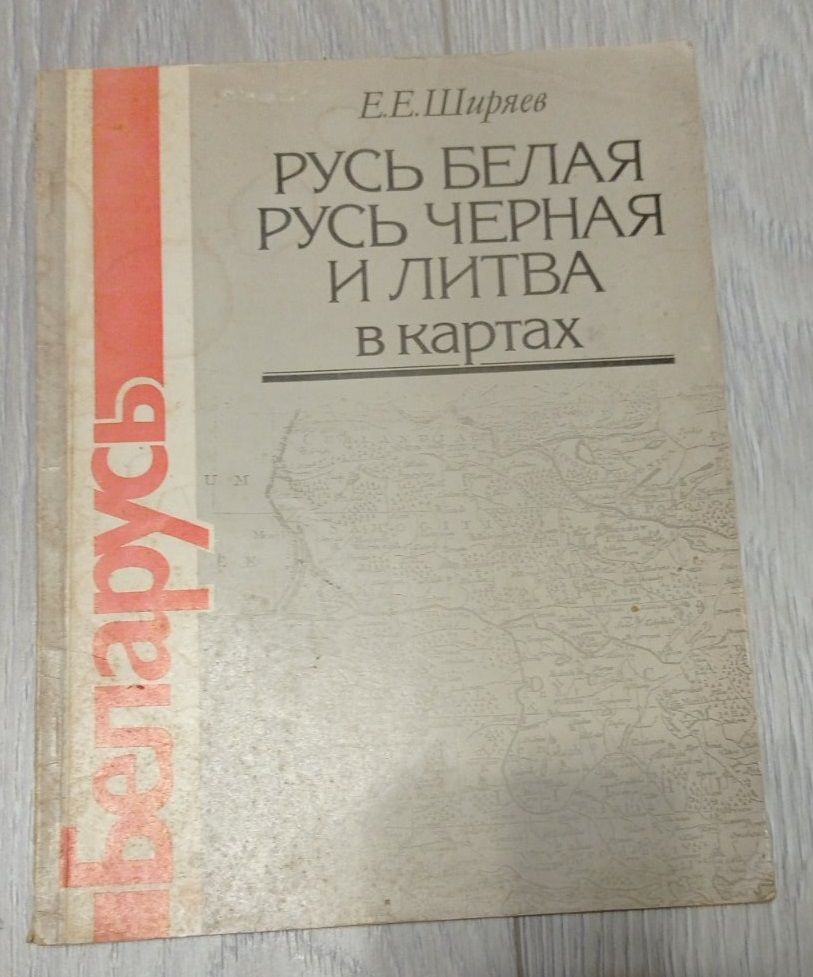 Е.Е.Ширяев
РУСЬ БЕЛАЯ
РУСЬ ЧЕРНАЯ
И ЛИТВА
в картах
Беларусь